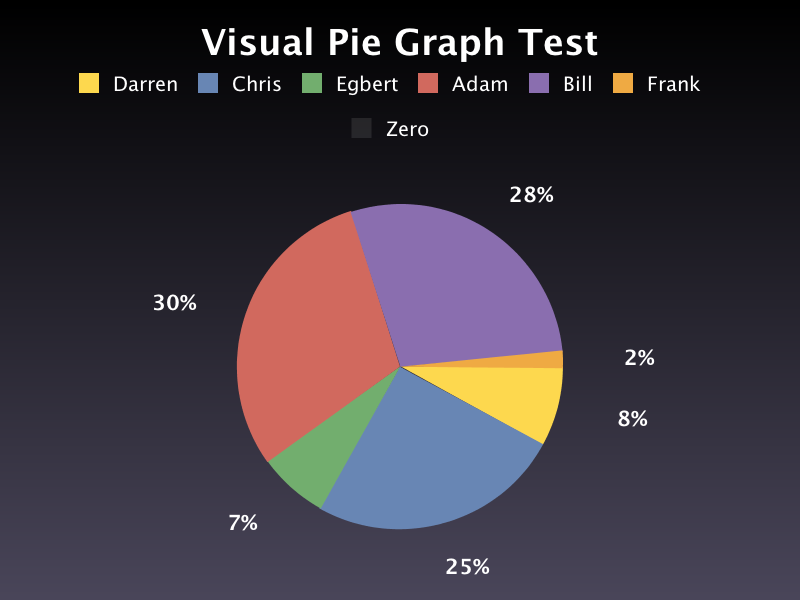 Visual Pie Graph Test
Darren Chris Egbert Adam Bill Frank
Zero
28%
30%
2%
8%
7%
25%